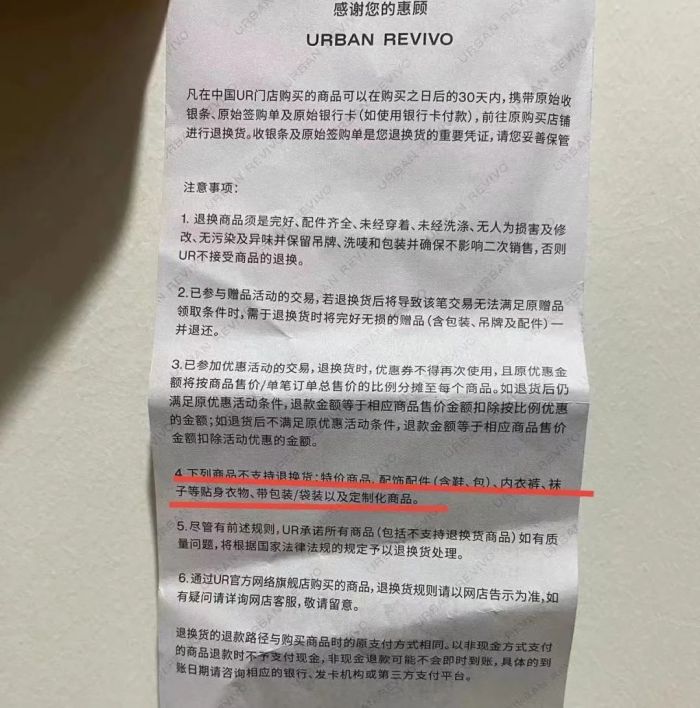 感谢您的惠顾
URBAN REVIVO
凡在中国UR门店购买的商品可以在购买之日后的30天内，携带原始收
银条、原始签购单及原始银行卡（如使用银行卡付款），前往原购买店铺
进行退换货。收银条及原始签购单是您退换货的重要凭证，请您妥善保管
注意事项：
1. 退换商品须是完好、配件齐全、未经穿着、未经洗涤、无人为损害及修
改、无污染及异味并保留吊牌、洗唛和包装并确保不影响二次销售，否则
UR不接受商品的退换。
2.已参与赠品活动的交易，若退换货后将导致该笔交易无法满足原赠品
领取条件时，需于退换货时将完好无损的赠品（含包装、吊牌及配件）一
并退还。
3.已参加优惠活动的交易，退换货时，优惠券不得再次使用，且原优惠金
额将按商品售价/单笔订单总售价的比例分摊至每个商品。如退货后仍
满足原优惠活动条件，退款金额等于相应商品售价金额扣除按比例优惠
的金额；如退货后不满足原优惠活动条件，退款金额等于相应商品售价
金额扣除活动优惠的金额。
4.下列商品不支持退换货：特价商品、配饰配件（含鞋、包）、内衣裤、袜
子等贴身衣物、带包装/袋装以及定制化商品。
5.尽管有前述规则，UR承诺所有商品（包括不支持退换货商品）如有质
量问题，将根据国家法律法规的规定予以退换货处理。
6.通过UR官方网络旗舰店购买的商品，退换货规则请以网店告示为准，如
有疑问请详询网店客服，敬请留意。
退换货的退款路径与购买商品时的原支付方式相同。以非现金方式支付
的商品退款时不予支付现金，非现金退款可能不会即时到账，具体的到
账日期请咨询相应的银行、发卡机构或第三方支付平台。